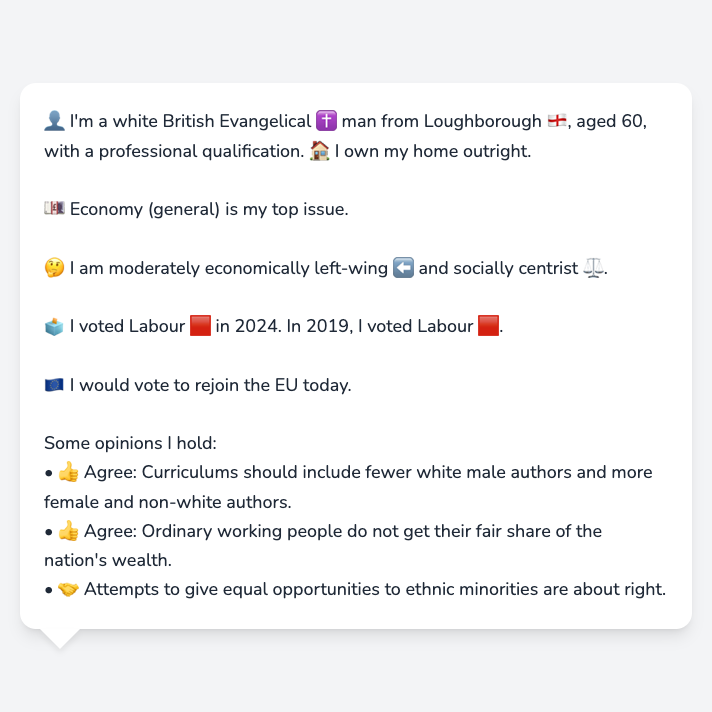 👤 I'm a white British Evangelical ✝️ man from Loughborough 🏴󠁧󠁢󠁥󠁮󠁧󠁿, aged 60,
with a professional qualification. 🏠 I own my home outright.
💷 Economy (general) is my top issue.
🤔 I am moderately economically left-wing ⬅️ and socially centrist ⚖️.
🗳️ I voted Labour 🟥 in 2024. In 2019, I voted Labour 🟥.
🇪🇺 I would vote to rejoin the EU today.
Some opinions I hold:
• 👍 Agree: Curriculums should include fewer white male authors and more
female and non-white authors.
• 👍 Agree: Ordinary working people do not get their fair share of the
nation's wealth.
• 🤝 Attempts to give equal opportunities to ethnic minorities are about right.